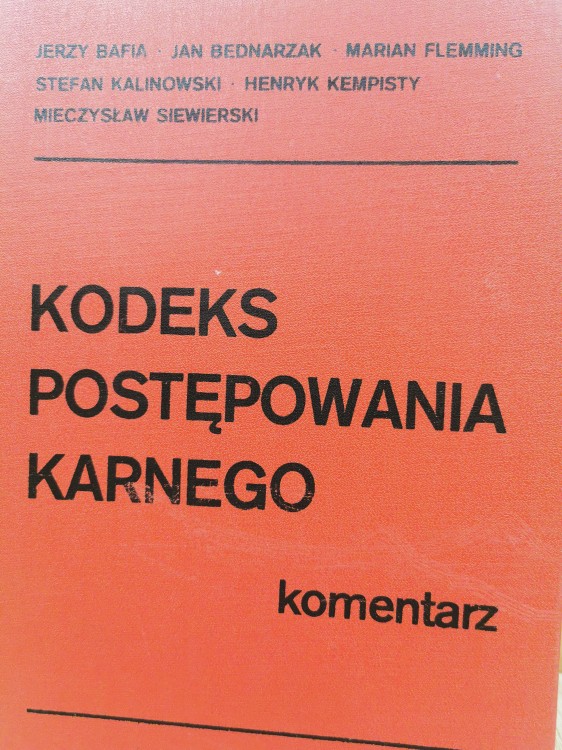 JERZY BAFIA · JAN BEDNARZAK · MARIAN FLEMMING
STEFAN KALINOWSKI · HENRYK KEMPISTY
MIECZYSŁAW SIEWIERSKI
KODEKS
POSTĘPOWANIA
KARNEGO
komentarz